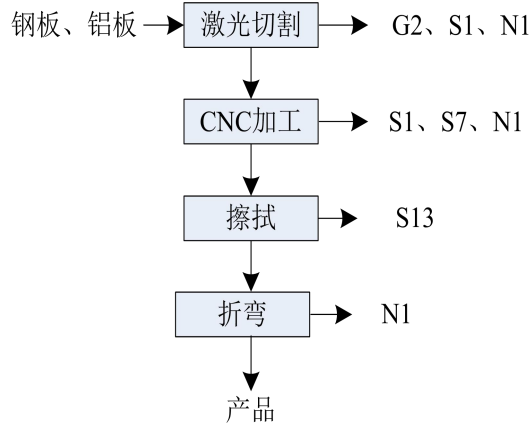 钢板、铝板 激光切割 G2、S1、N1
CNC加工 S1、S7、N1
擦拭 S13
折弯 N1
产品